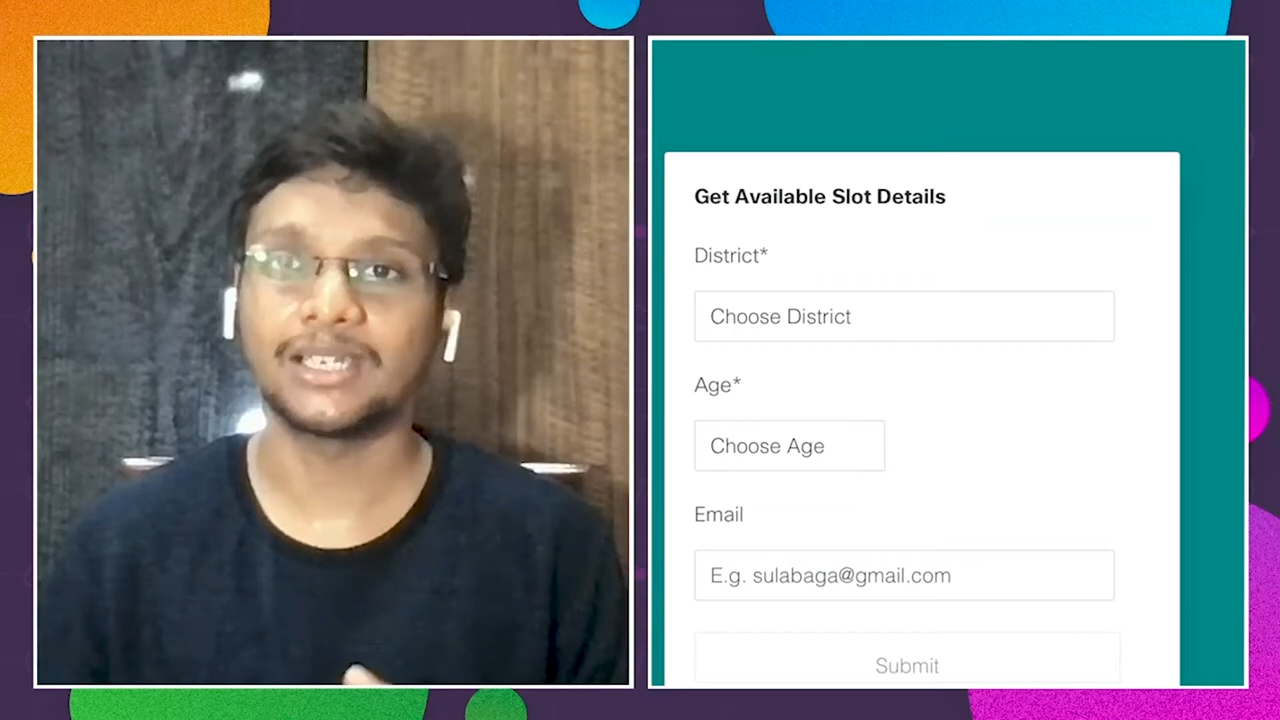 Get Available Slot Details
District*
Choose District
Age*
Choose Age
Email
E.g. sulabaga@gmail.com
Submit